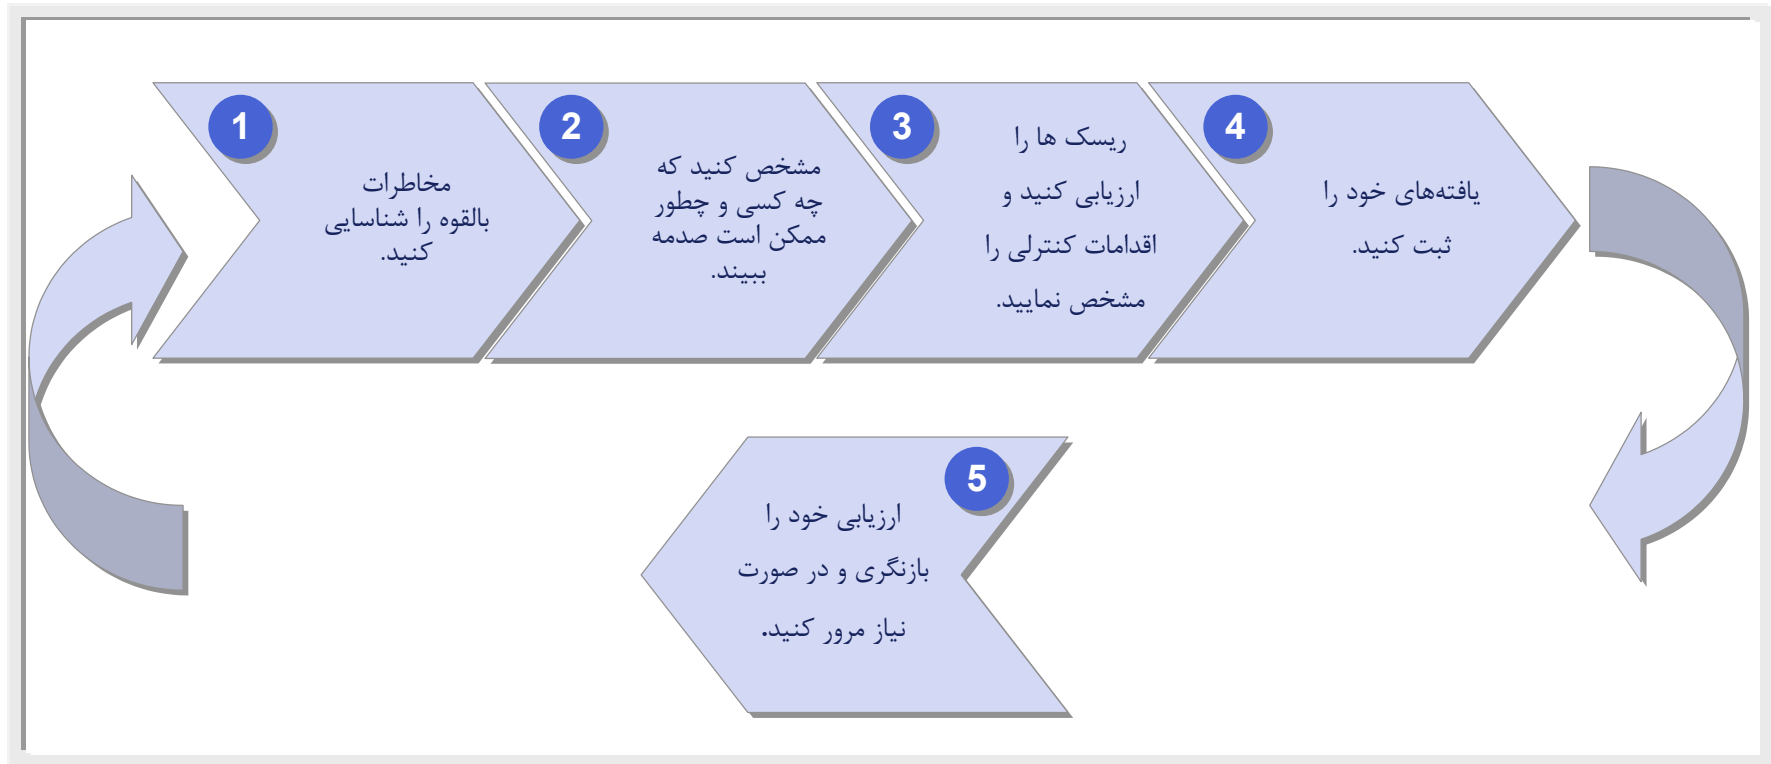 1
مخاطرات
بالقوه را شناسایی
کنید.
2
مشخص کنید که
چه کسی و چطور
ممکن است صدمه
ببیند.
3
ریسک ها را
ارزیابی کنید و
اقدامات کنترلی را
مشخص نمایید.
4
یافته‌های خود را
ثبت کنید.
5
ارزیابی خود را
بازنگری و در صورت
نیاز مرور کنید.